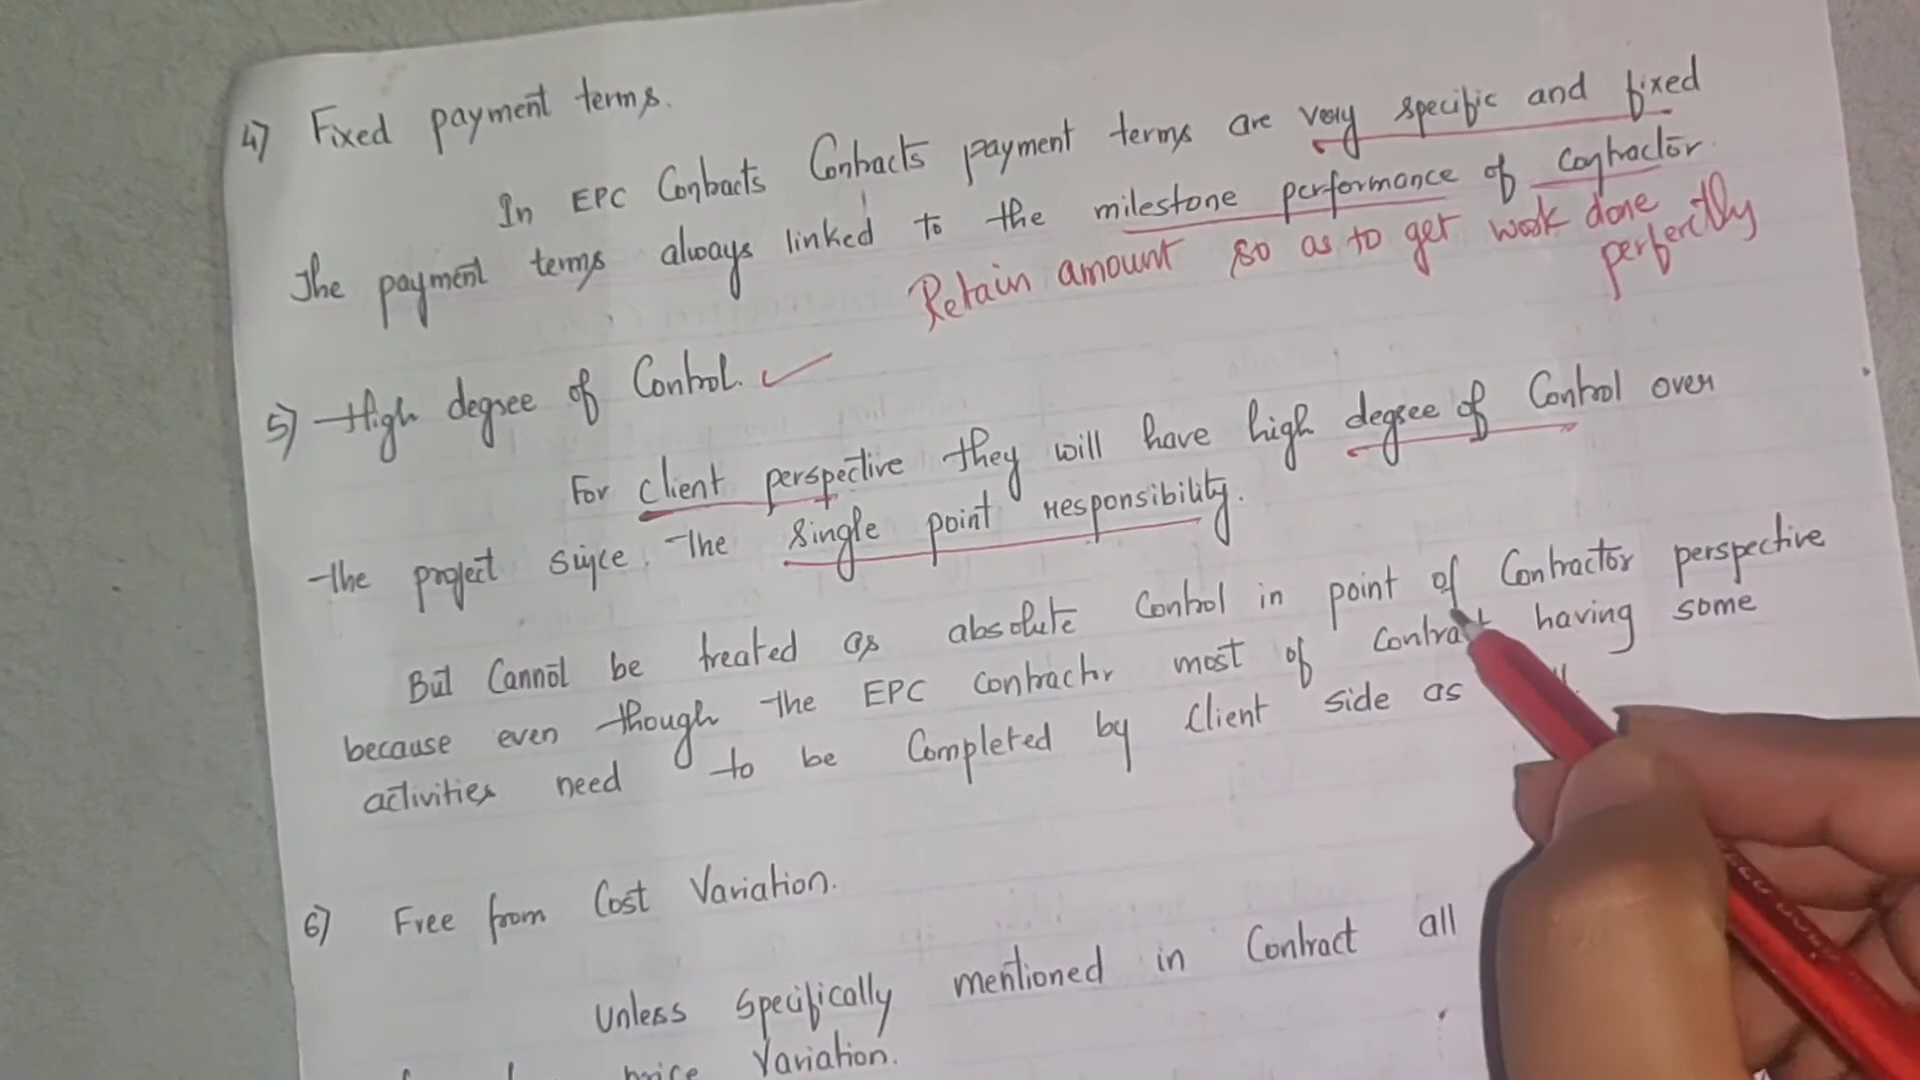 4) Fixed payment terms.
In EPC Contracts Contracts payment terms are very specific and fixed
The payment terms always linked to the milestone performance of contractor.
Retain amount so as to get work done
perfectly
5) High degree of Control.
For client perspective they will have high degree of Control over
the project since the single point responsibility.
But Cannot be treated as absolute Control in point of Contractor perspective
because even though the EPC contractor most of contract having some
activities need to be Completed by Client side as
6) Free from Cost Variation.
Unless Specifically mentioned in Contract all
price Variation.